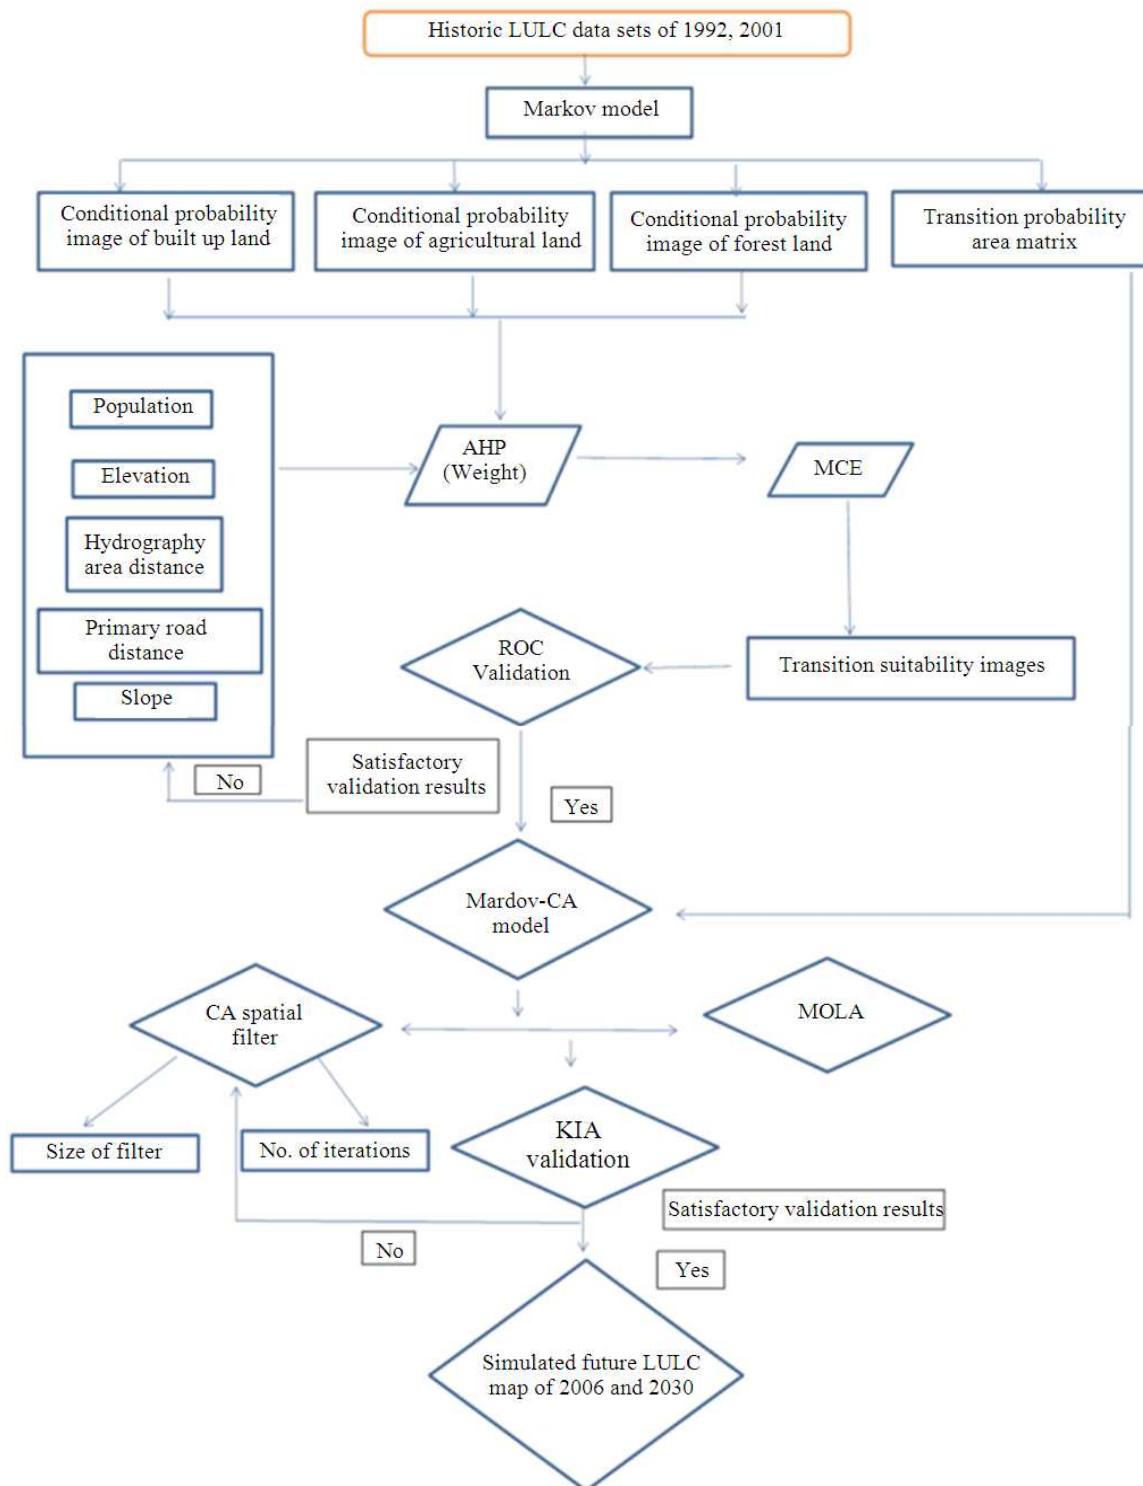 Historic LULC data sets of 1992, 2001
Markov model
Conditional probability
image of built up land
Conditional probability
image of agricultural land
Conditional probability
image of forest land
Transition probability
area matrix
Population
Elevation
Hydrography
area distance
Primary road
distance
Slope
AHP
(Weight)
MCE
ROC
Validation
Transition suitability images
Satisfactory
validation results
No
Yes
Mardov-CA
model
CA spatial
filter
MOLA
Size of filter
No. of iterations
KIA
validation
Satisfactory validation results
No
Yes
Simulated future LULC
map of 2006 and 2030